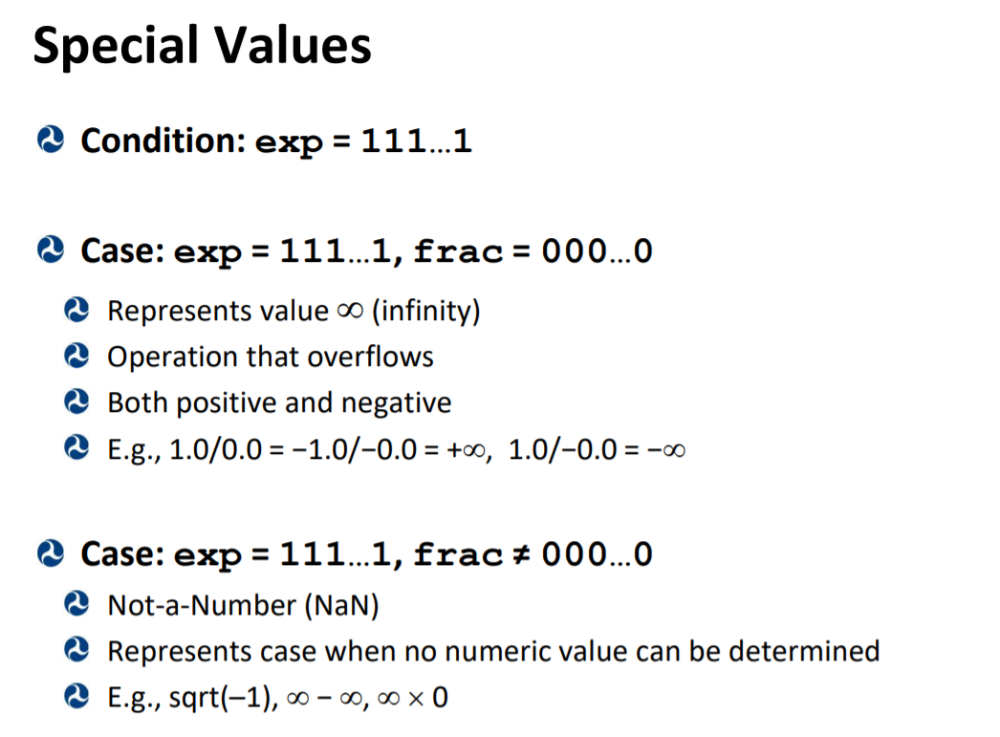 Special Values
Condition: exp = 111…1
Case: exp = 111…1, frac = 000…0
Represents value ∞ (infinity)
Operation that overflows
Both positive and negative
E.g., 1.0/0.0 = −1.0/−0.0 = +∞, 1.0/−0.0 = −∞
Case: exp = 111…1, frac ≠ 000…0
Not-a-Number (NaN)
Represents case when no numeric value can be determined
E.g., sqrt(–1), ∞ − ∞, ∞ × 0